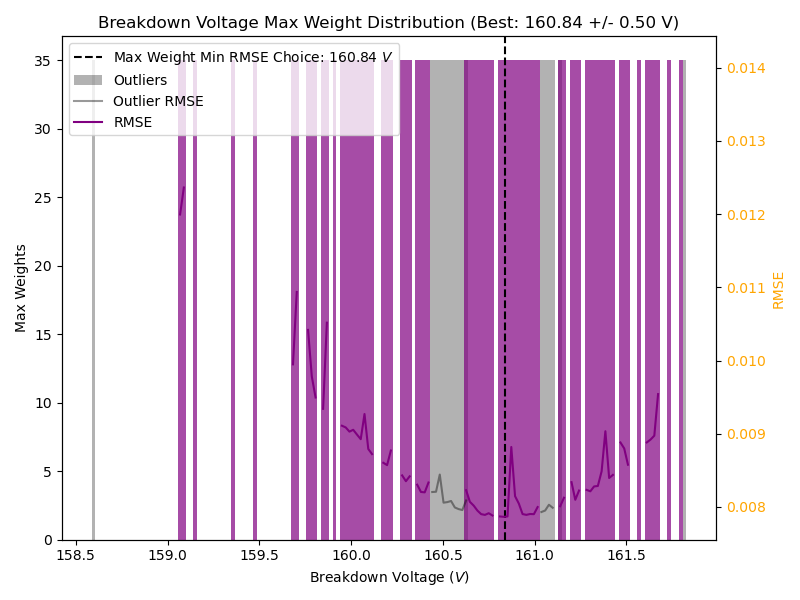 Breakdown Voltage Max Weight Distribution (Best: 160.84 +/- 0.50 V)
Max Weight Min RMSE Choice: 160.84 V
Outliers
Outlier RMSE
RMSE
Max Weights
35
30
25
20
15
10
5
0
0.014
0.013
0.012
0.011
0.010
0.009
0.008
RMSE
158.5 159.0 159.5 160.0 160.5 161.0 161.5
Breakdown Voltage (V)